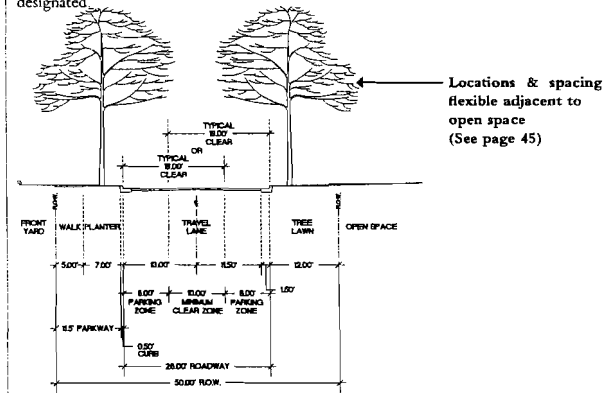 designated
Locations & spacing
flexible adjacent to
open space
(See page 45)
TYPICAL
18.00'
CLEAR
OR
TYPICAL
18.00'
CLEAR
R.O.W.
R.O.W.
FRONT
YARD
WALK
PLANTER
TRAVEL
LANE
TREE
LAWN
OPEN SPACE
5.00'
7.00'
11.50'
12.00'
8.00'
PARKING
ZONE
10.00'
MINIMUM
CLEAR ZONE
8.00'
PARKING
ZONE
1.50'
11.5' PARKWAY
0.50'
CURB
26.00' ROADWAY
50.00' R.O.W.